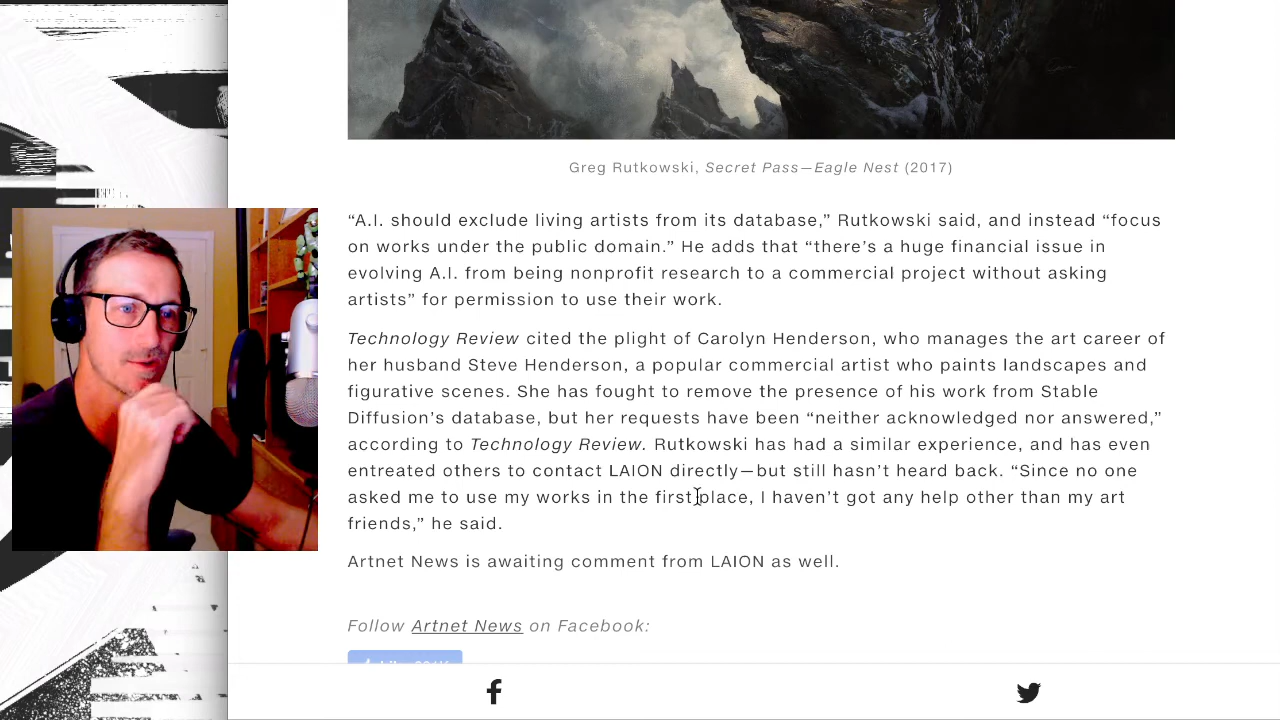 Greg Rutkowski, Secret Pass—Eagle Nest (2017)
“A.I. should exclude living artists from its database,” Rutkowski said, and instead “focus
on works under the public domain.” He adds that “there’s a huge financial issue in
evolving A.I. from being nonprofit research to a commercial project without asking
artists” for permission to use their work.
Technology Review cited the plight of Carolyn Henderson, who manages the art career of
her husband Steve Henderson, a popular commercial artist who paints landscapes and
figurative scenes. She has fought to remove the presence of his work from Stable
Diffusion’s database, but her requests have been “neither acknowledged nor answered,”
according to Technology Review. Rutkowski has had a similar experience, and has even
entreated others to contact LAION directly—but still hasn’t heard back. “Since no one
asked me to use my works in the first place, I haven’t got any help other than my art
friends,” he said.
Artnet News is awaiting comment from LAION as well.
Follow Artnet News on Facebook: